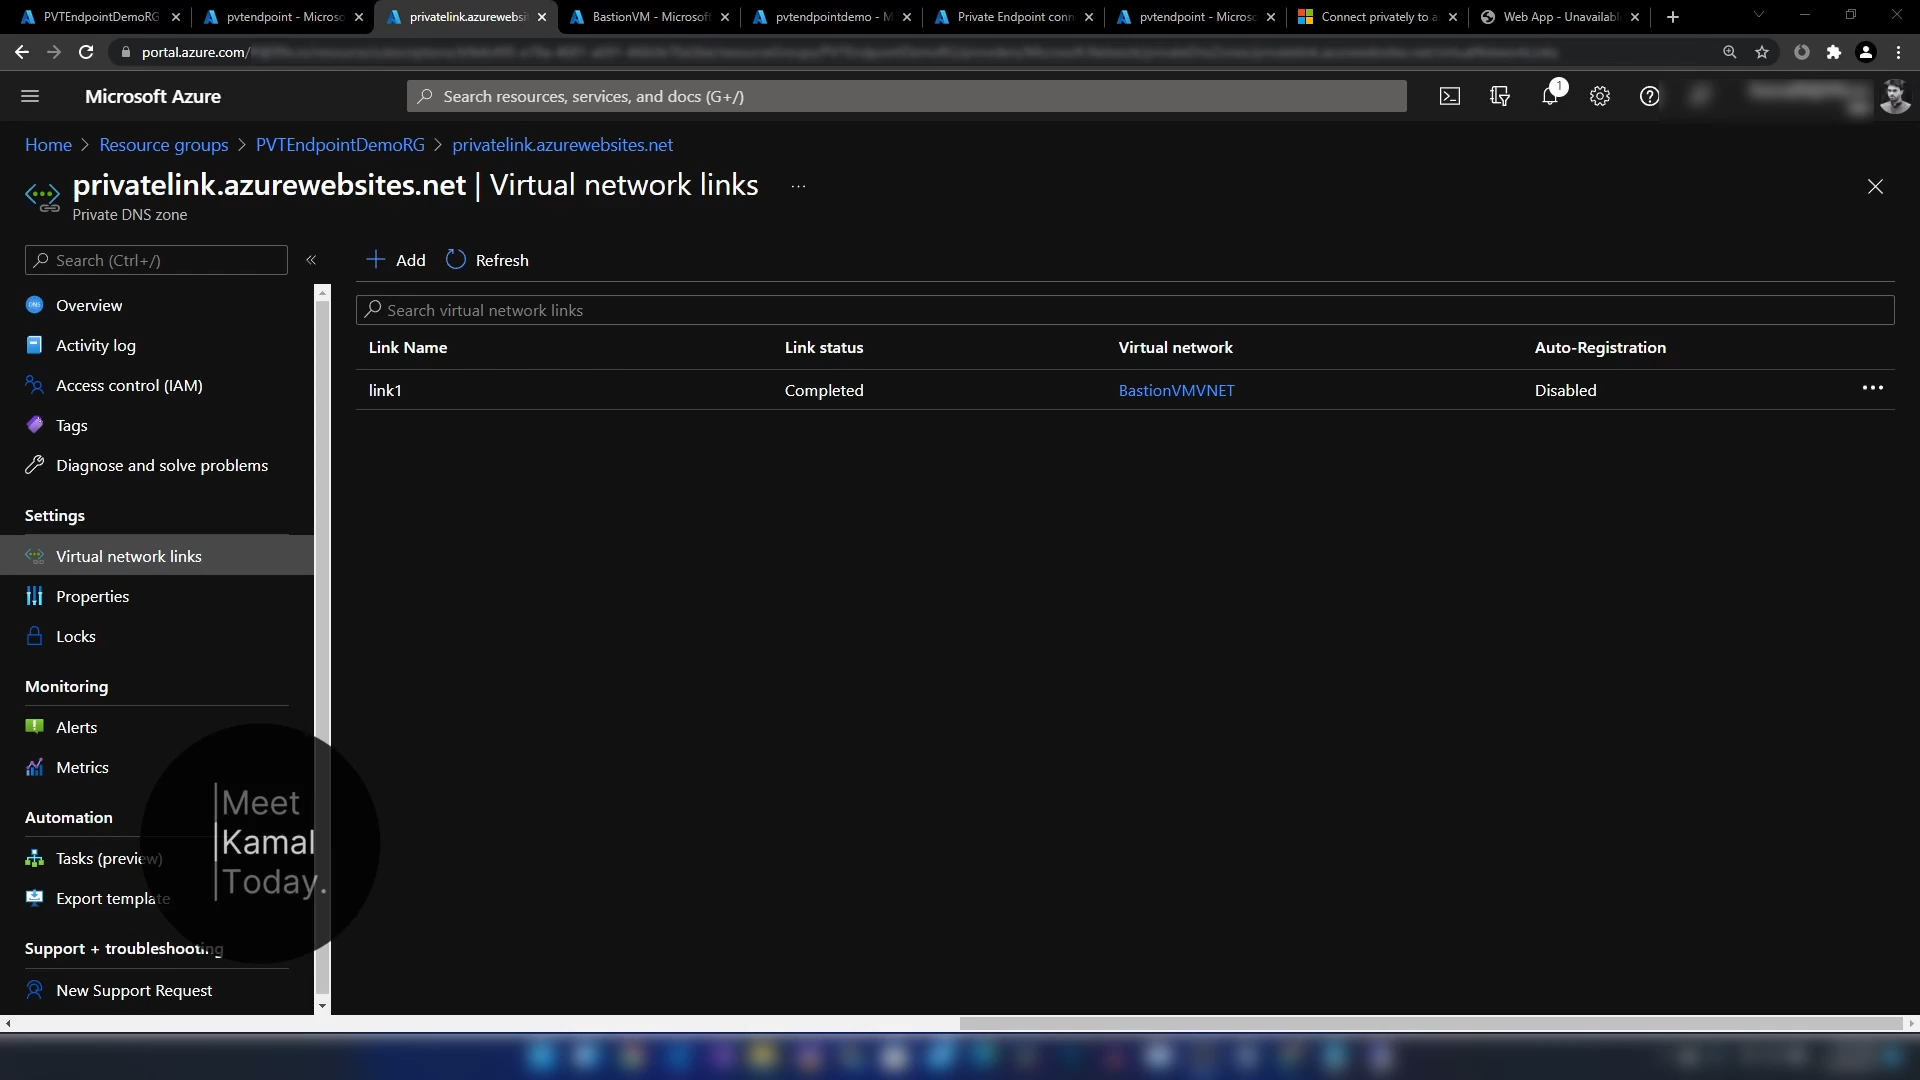 PVTEndpointDemoRG
pvtendpoint - Microso
privatelink.azurewebsi
BastionVM - Microsoft
pvtendpointdemo - M
Private Endpoint conn
pvtendpoint - Microso
Connect privately to a
Web App - Unavailabl
portal.azure.com/
Microsoft Azure
Search resources, services, and docs (G+/)
1
Home > Resource groups > PVTEndpointDemoRG > privatelink.azurewebsites.net
privatelink.azurewebsites.net | Virtual network links ...
Private DNS zone
Search (Ctrl+/)
Add
Refresh
Overview
Activity log
Access control (IAM)
Tags
Diagnose and solve problems
Settings
Virtual network links
Properties
Locks
Monitoring
Alerts
Metrics
Automation
Tasks (preview)
Export template
Support + troubleshooting
New Support Request
Search virtual network links
Link Name Link status Virtual network Auto-Registration
link1 Completed BastionVMVNET Disabled
Meet
Kamal
Today.